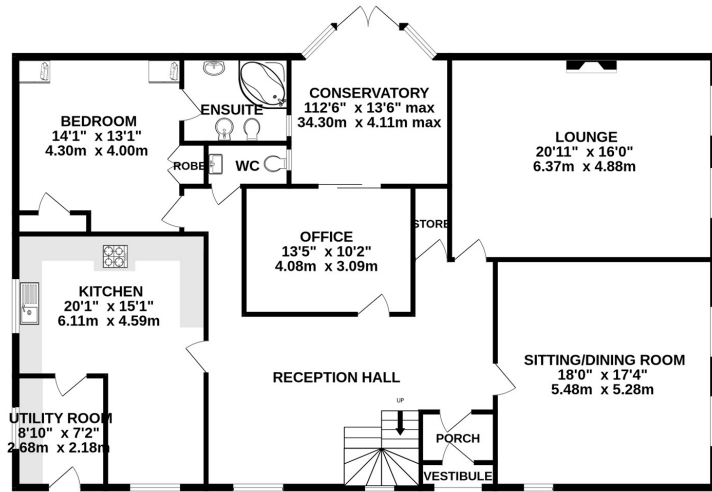 CONSERVATORY
112'6" x 13'6" max
34.30m x 4.11m max
BEDROOM
14'1" x 13'1"
4.30m x 4.00m
ENSUITE
LOUNGE
20'11" x 16'0"
6.37m x 4.88m
ROBE
WC
STORE
OFFICE
13'5" x 10'2"
4.08m x 3.09m
KITCHEN
20'1" x 15'1"
6.11m x 4.59m
SITTING/DINING ROOM
18'0" x 17'4"
5.48m x 5.28m
RECEPTION HALL
UP
UTILITY ROOM
8'10" x 7'2"
2.68m x 2.18m
PORCH
VESTIBULE